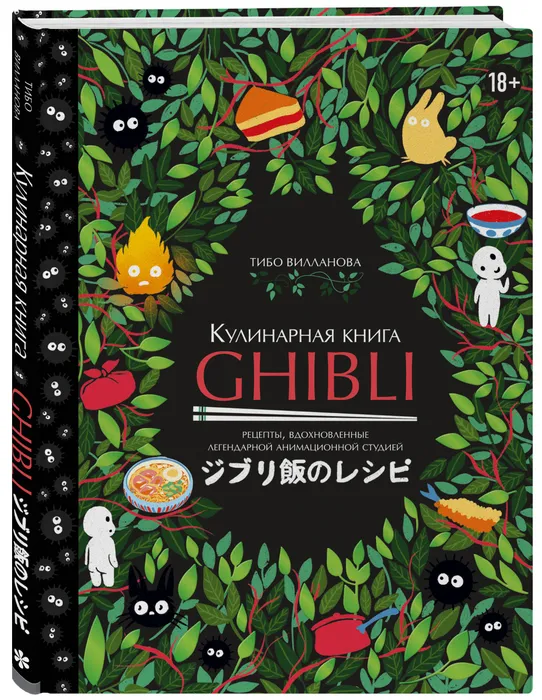 18+
ТИБО ВИЛЛАНОВА
КУЛИНАРНАЯ КНИГА
GHIBLI
РЕЦЕПТЫ, ВДОХНОВЛЕННЫЕ
ЛЕГЕНДАРНОЙ АНИМАЦИОННОЙ СТУДИЕЙ
ジブリ飯のレシピ
ТИБО
ВИЛЛАНОВА
КУЛИНАРНАЯ КНИГА
GHIBLI
ジブリ飯のレシピ